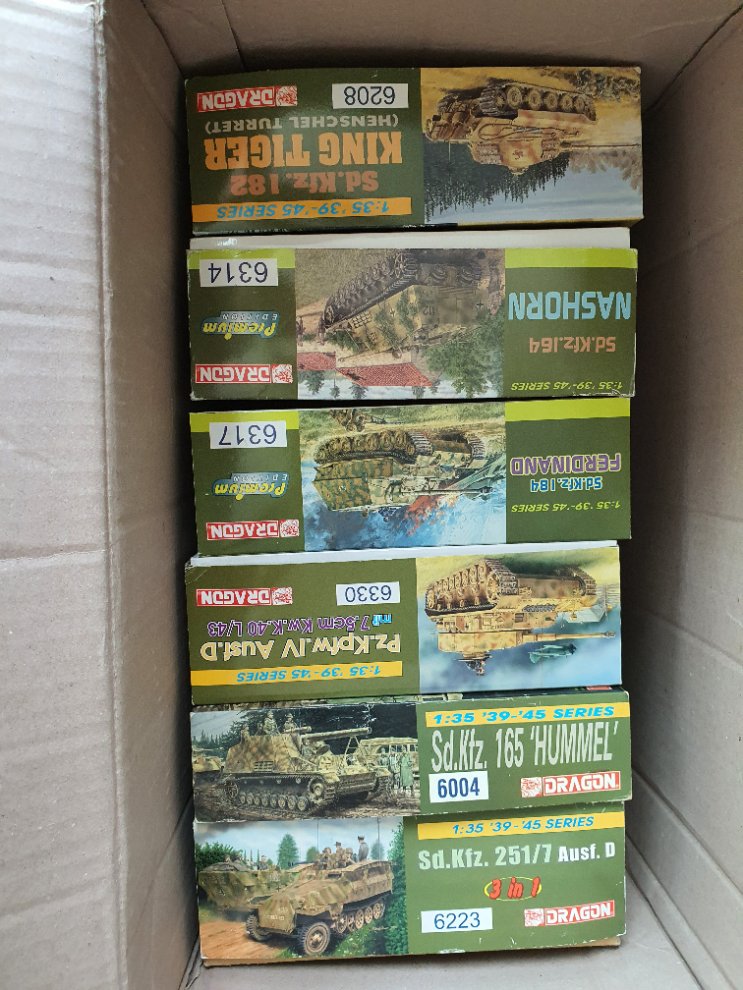 1:35 '39-'45 SERIES
Sd.Kfz. 182
KING TIGER
(HENSCHEL TURRET)
DRAGON
6208
1:35 '39-'45 SERIES
Sd.Kfz.164
NASHORN
6314
Premium
EDITION
DRAGON
1:35 '39-'45 SERIES
Sd.Kfz.184
FERDINAND
6317
Premium
EDITION
DRAGON
1:35 '39-'45 SERIES
Pz.Kpfw.IV Ausf.D
mit 7.5cm Kw.K.40 L/43
6330
DRAGON
1:35 '39-'45 SERIES
Sd.Kfz. 165 'HUMMEL'
6004
DRAGON
1:35 '39-'45 SERIES
Sd.Kfz. 251/7 Ausf. D
3 in 1
6223
DRAGON